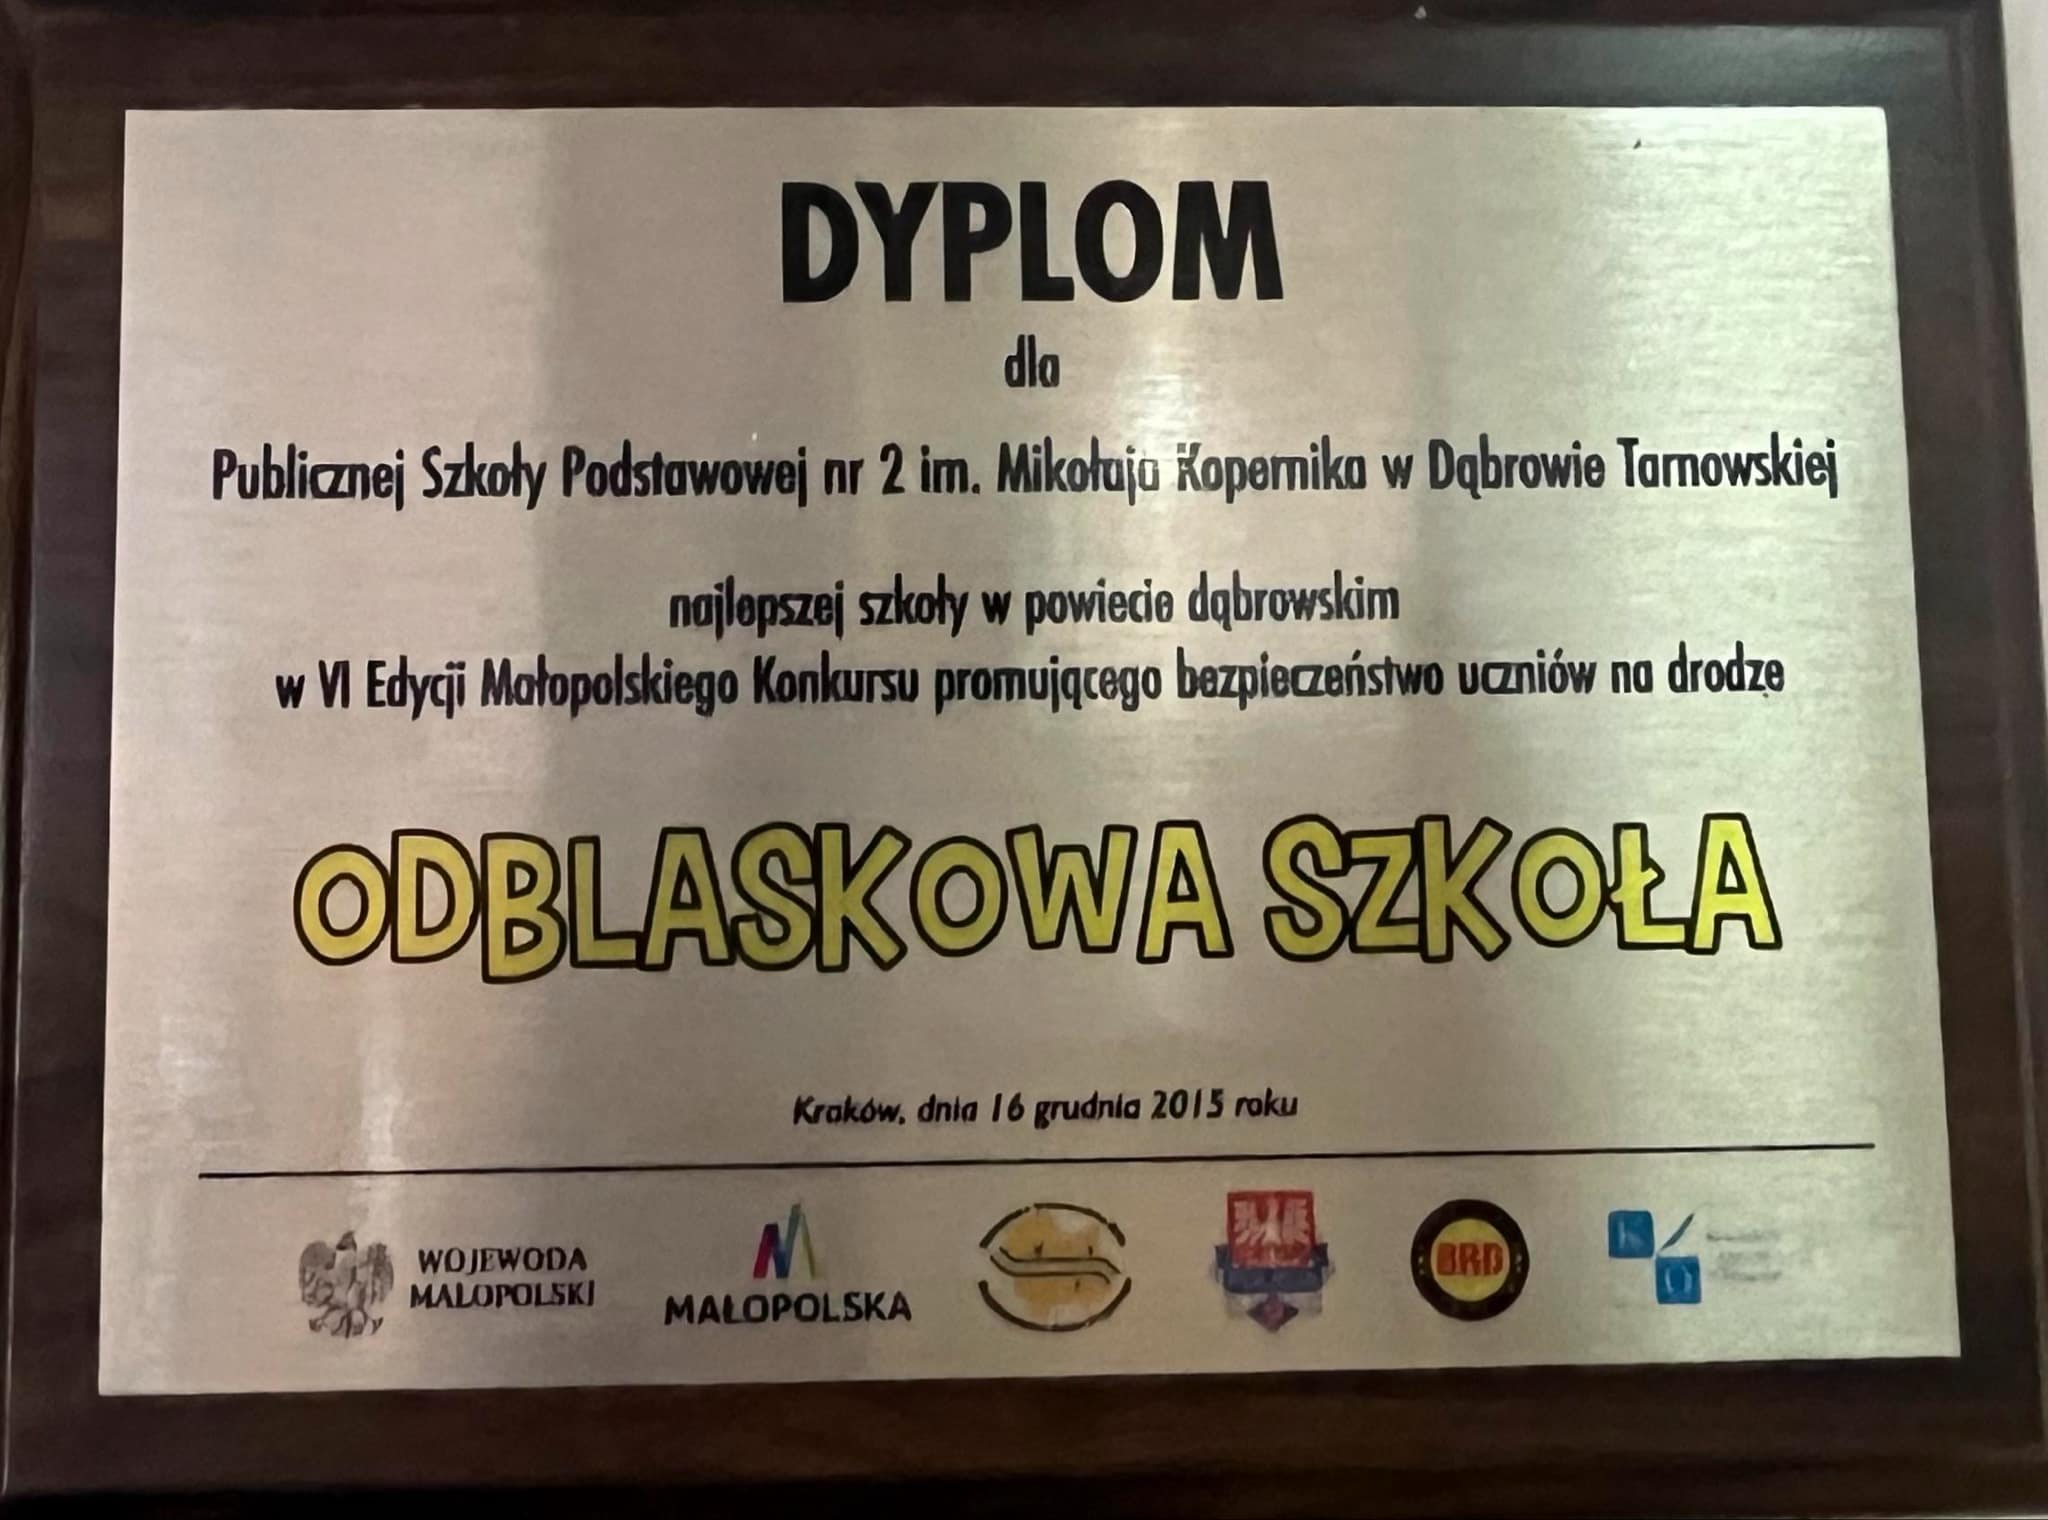 DYPLOM
dla
Publicznej Szkoły Podstawowej nr 2 im. Mikołaja Kopernika w Dąbrowie Tarnowskiej
najlepszej szkoły w powiecie dąbrowskim
w VI Edycji Małopolskiego Konkursu promującego bezpieczeństwo uczniów na drodze
ODBLASKOWA SZKOŁA
Kraków, dnia 16 grudnia 2015 roku
WOJEWODA
MAŁOPOLSKI
MAŁOPOLSKA
BRD
K
O